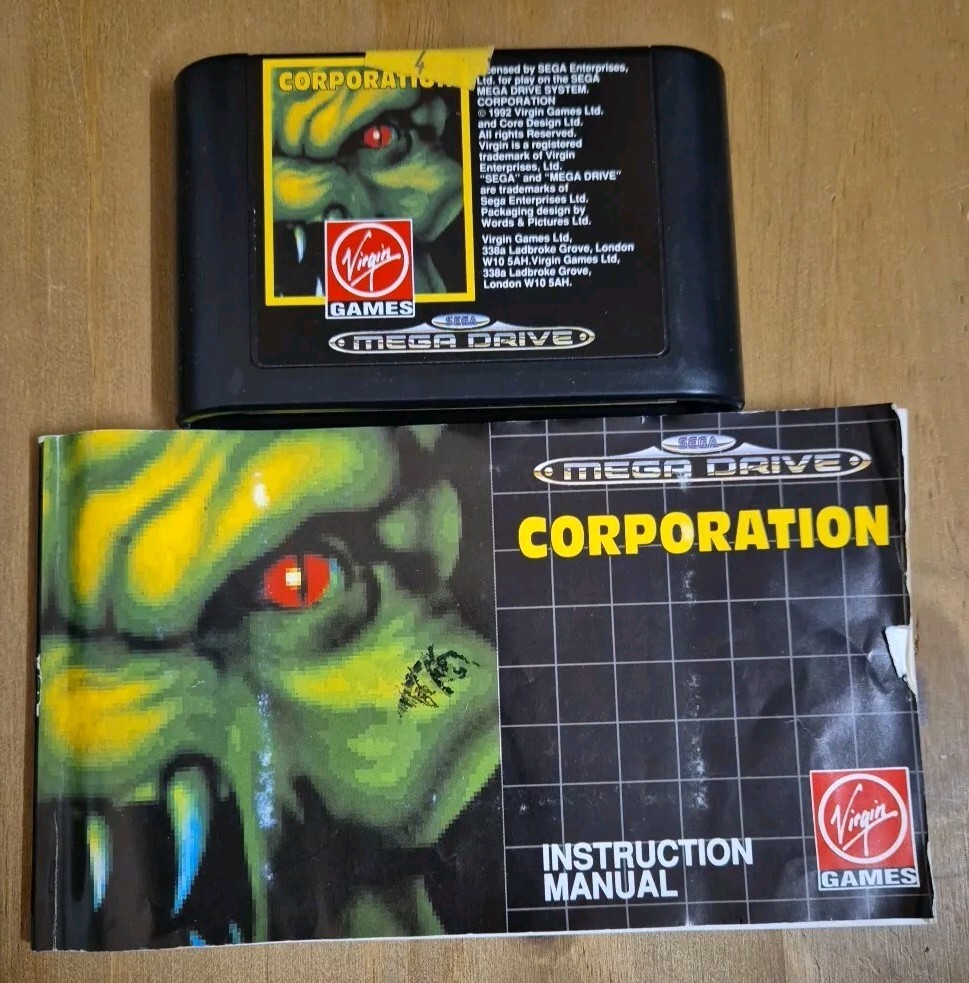 CORPORATION
4
Licensed by SEGA Enterprises,
Ltd. for play on the SEGA
MEGA DRIVE SYSTEM.
CORPORATION
© 1992 Virgin Games Ltd.
and Core Design Ltd.
All rights Reserved.
Virgin is a registered
trademark of Virgin
Enterprises, Ltd.
"SEGA" and "MEGA DRIVE"
are trademarks of
Sega Enterprises Ltd.
Packaging design by
Words & Pictures Ltd.
Virgin Games Ltd,
338a Ladbroke Grove, London
W10 5AH.Virgin Games Ltd,
338a Ladbroke Grove,
London W10 5AH.
Virgin
GAMES
SEGA
MEGA DRIVE
SEGA
MEGA DRIVE
CORPORATION
INSTRUCTION
MANUAL
Virgin
GAMES